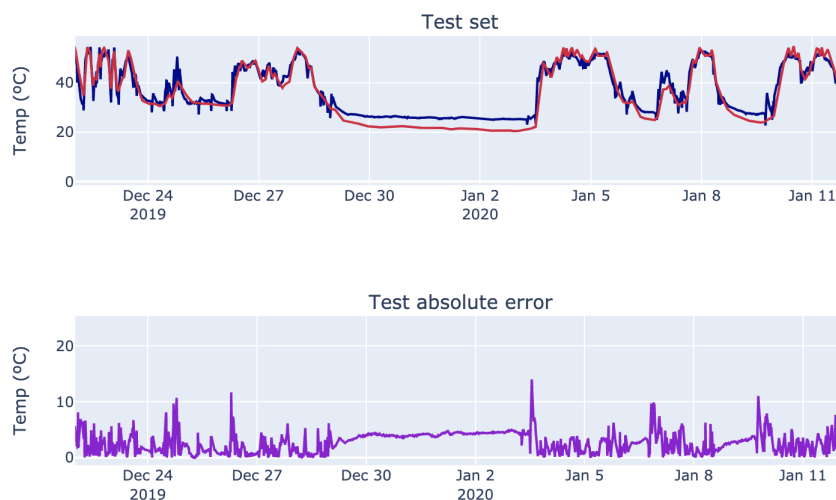 Test set
Temp (ºC)
40
20
0
Dec 24
2019
Dec 27
Dec 30
Jan 2
2020
Jan 5
Jan 8
Jan 11
Test absolute error
Temp (ºC)
20
10
0
Dec 24
2019
Dec 27
Dec 30
Jan 2
2020
Jan 5
Jan 8
Jan 11